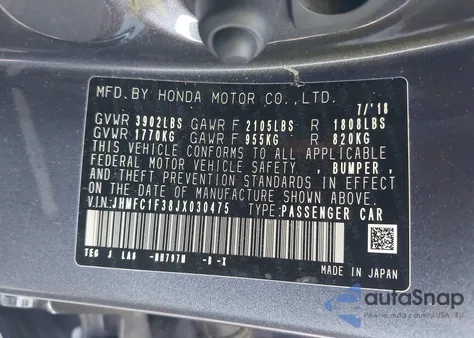 MFD.BY HONDA MOTOR CO.,LTD. 7/'18
GVWR 3902LBS GAWR F 2105LBS R 1808LBS
GVWR 1770KG GAWR F 955KG R 820KG
THIS VEHICLE CONFORMS TO ALL APPLICABLE
FEDERAL MOTOR VEHICLE SAFETY , BUMPER ,
AND THEFT PREVENTION STANDARDS IN EFFECT
ON THE DATE OF MANUFACTURE SHOWN ABOVE.
VIN:JHMFC1F38JX030475 TYPE:PASSENGER CAR
MADE IN JAPAN
autoSnap